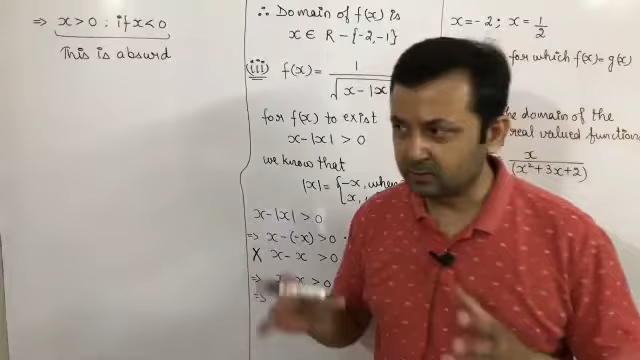 ⇒ x > 0 ; if x < 0
This is absurd
∴ Domain of f(x) is
x ∈ R - {-2, -1}
(iii) f(x) = 1
√x - |x|
for f(x) to exist
x - |x| > 0
we know that
|x| = { -x, when
x,
x - |x| > 0
⇒ x - (-x) > 0
X x - x > 0
⇒ x > 0
⇒
x = -2 ; x = 1/2
for which f(x) = g(x)
the domain of the
real valued function
x
(x² + 3x + 2)